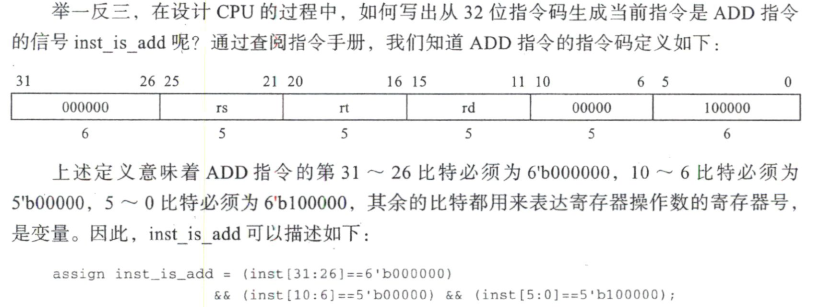 举一反三，在设计 CPU 的过程中，如何写出从 32 位指令码生成当前指令是 ADD 指令
的信号 inst_is_add 呢？通过查阅指令手册，我们知道 ADD 指令的指令码定义如下：
31 26 25 21 20 16 15 11 10 6 5 0
000000 rs rt rd 00000 100000
6 5 5 5 5 6
上述定义意味着 ADD 指令的第 31 ～ 26 比特必须为 6'b000000，10 ～ 6 比特必须为
5'b00000，5 ～ 0 比特必须为 6'b100000，其余的比特都用来表达寄存器操作数的寄存器号，
是变量。因此，inst_is_add 可以描述如下：
assign inst_is_add = (inst[31:26]==6'b000000)
&& (inst[10:6]==5'b00000) && (inst[5:0]==5'b100000);